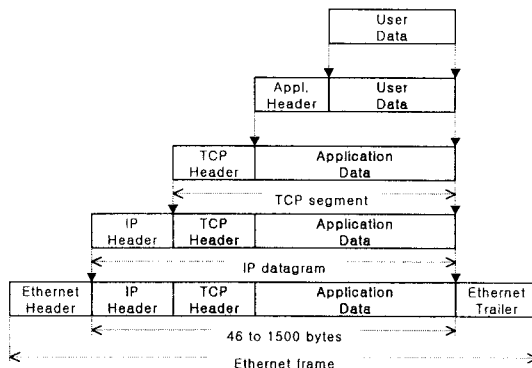 User
Data
Appl.
Header
User
Data
TCP
Header
Application
Data
TCP segment
IP
Header
TCP
Header
Application
Data
IP datagram
Ethernet
Header
IP
Header
TCP
Header
Application
Data
Ethernet
Trailer
46 to 1500 bytes
Ethernet frame